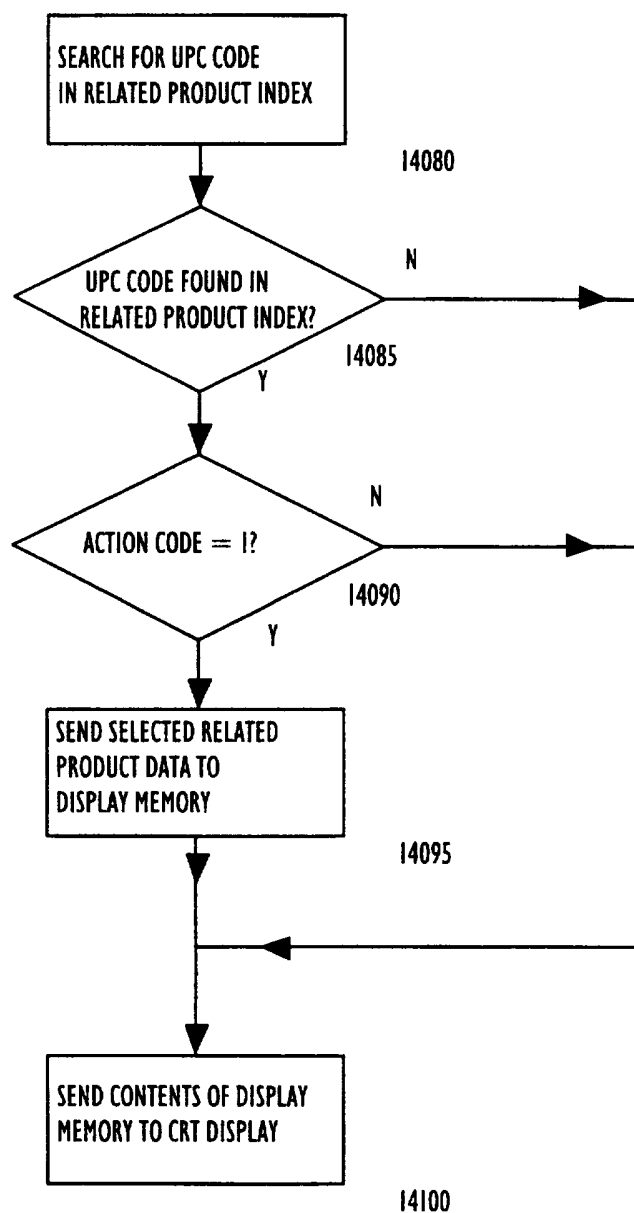 SEARCH FOR UPC CODE
IN RELATED PRODUCT INDEX
14080
N
UPC CODE FOUND IN
RELATED PRODUCT INDEX?
14085
Y
N
ACTION CODE = 1?
14090
Y
SEND SELECTED RELATED
PRODUCT DATA TO
DISPLAY MEMORY
14095
SEND CONTENTS OF DISPLAY
MEMORY TO CRT DISPLAY
14100